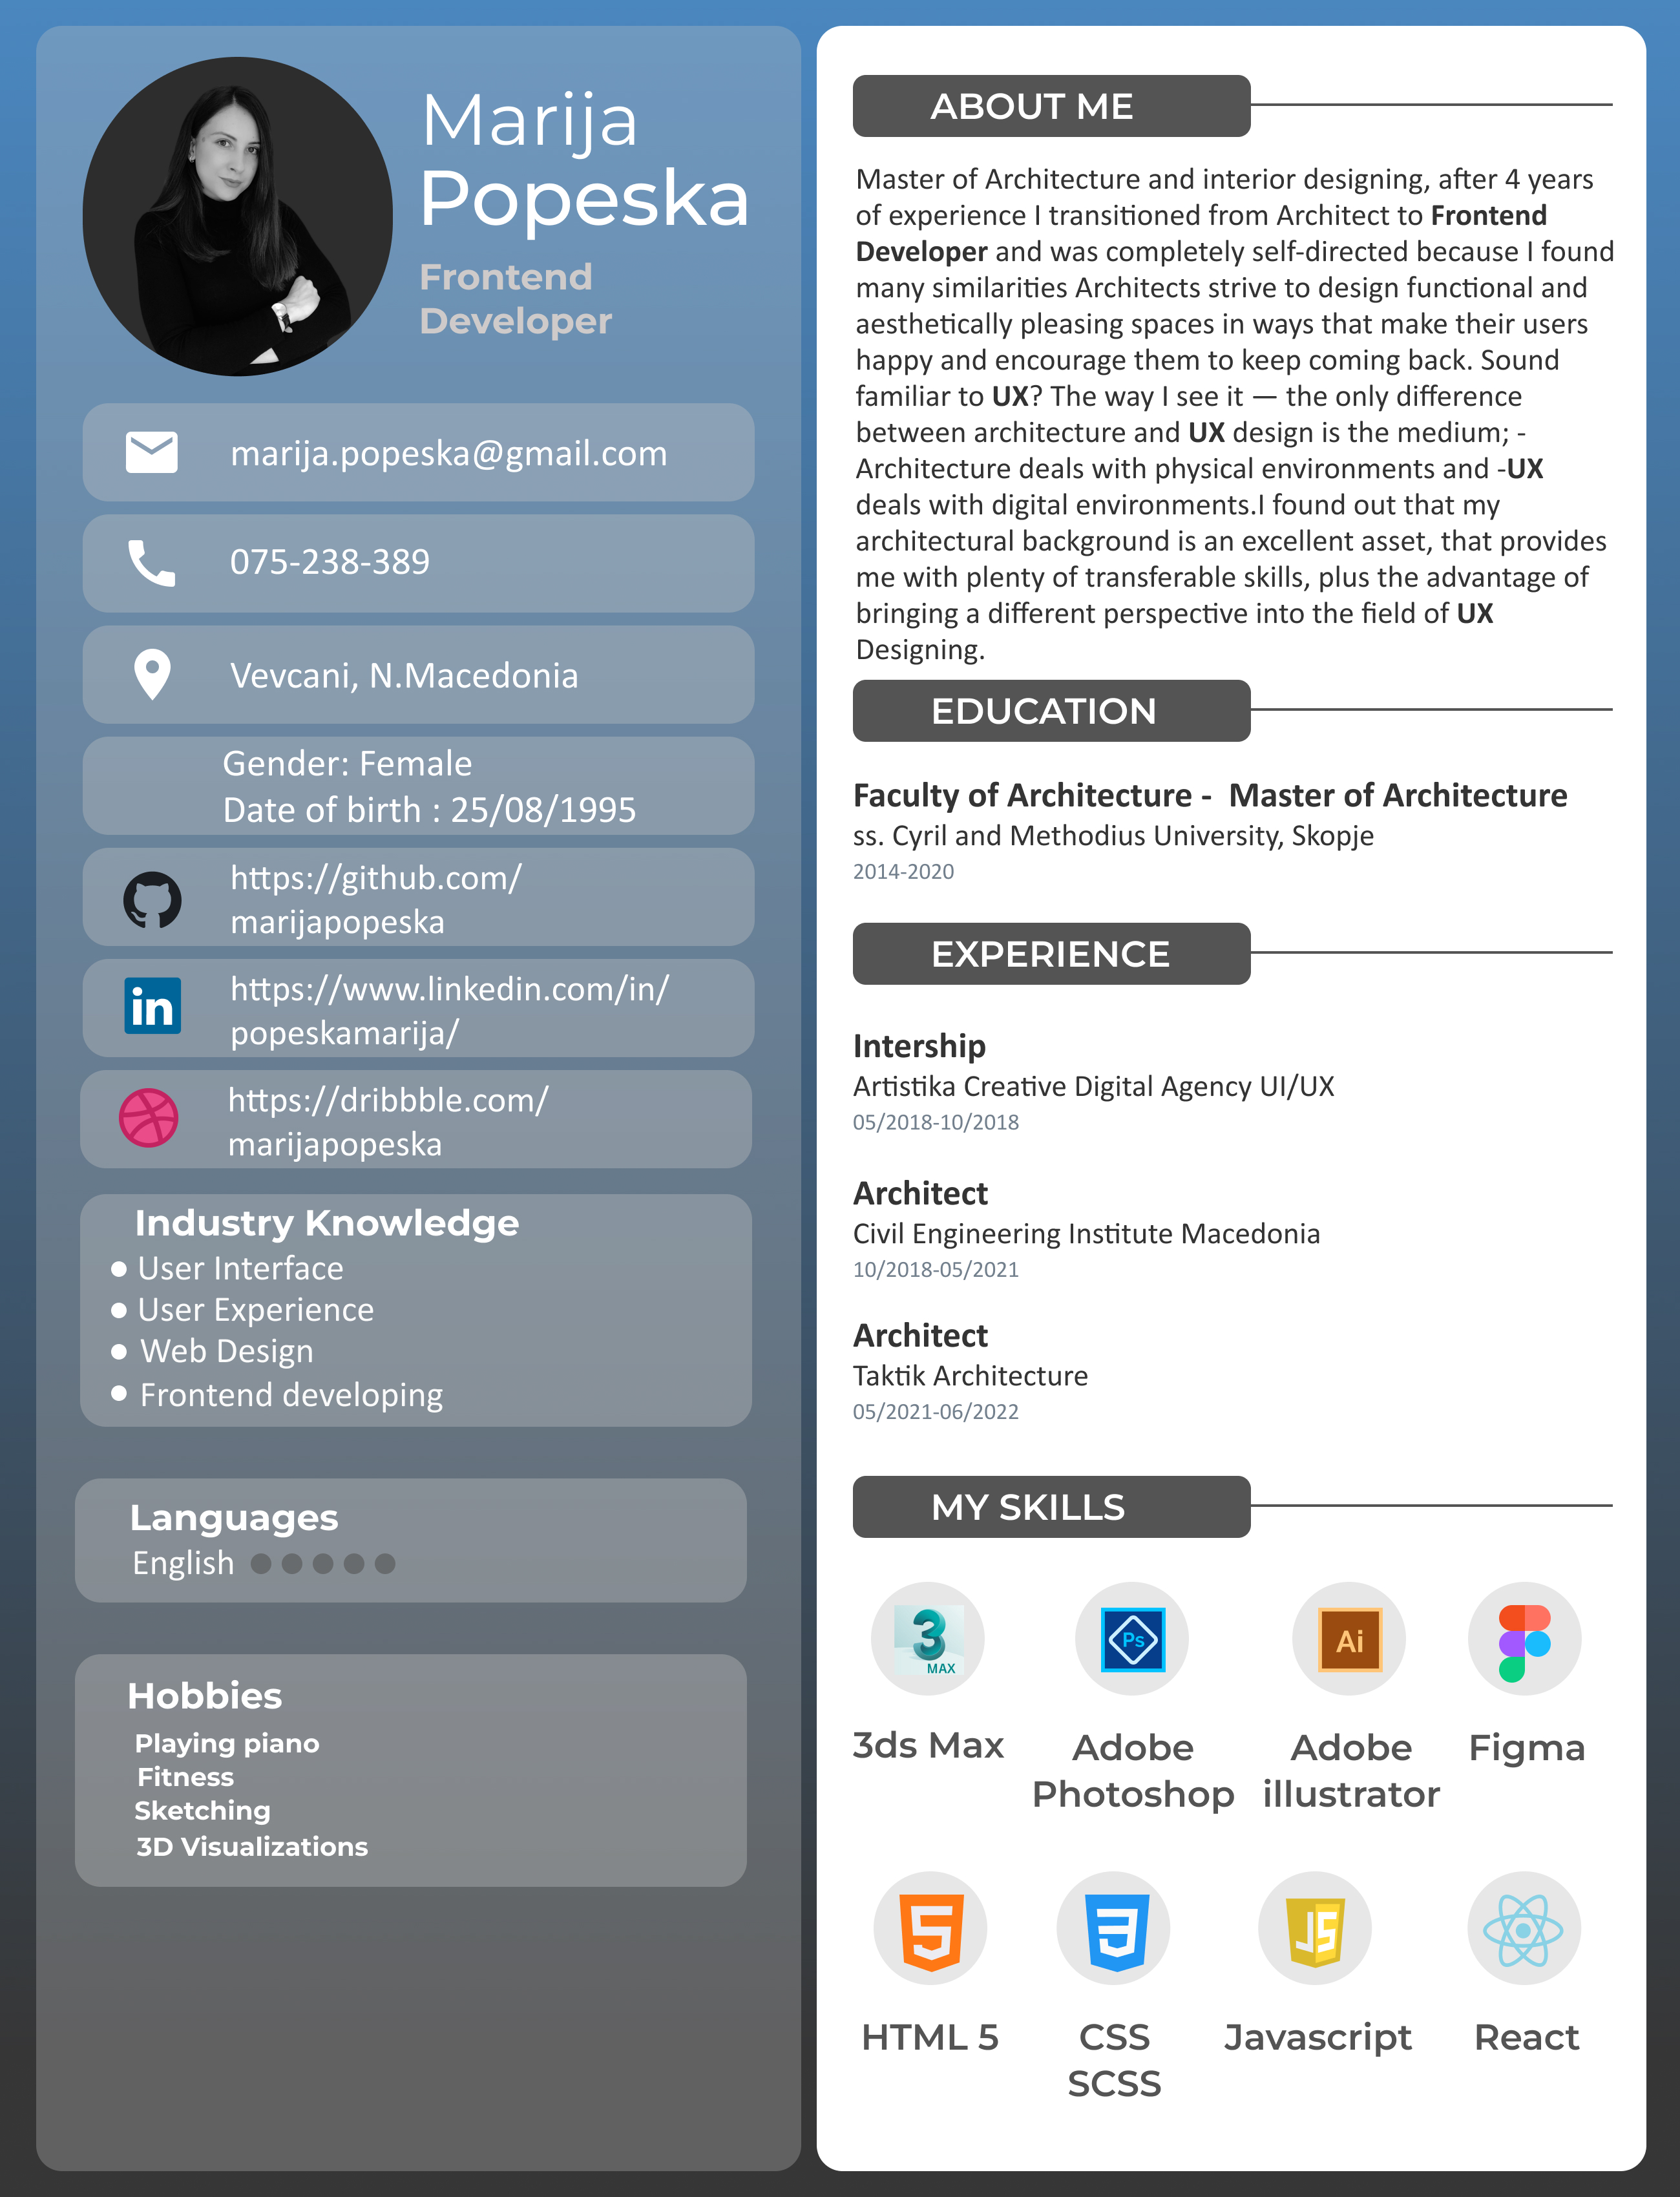 Marija
Popeska
Frontend
Developer
marija.popeska@gmail.com
075-238-389
Vevcani, N.Macedonia
Gender: Female
Date of birth : 25/08/1995
https://github.com/
marijapopeska
https://www.linkedin.com/in/
popeskamarija/
https://dribbble.com/
marijapopeska
Industry Knowledge
User Interface
User Experience
Web Design
Frontend developing
Languages
English
Hobbies
Playing piano
Fitness
Sketching
3D Visualizations
ABOUT ME
Master of Architecture and interior designing, after 4 years
of experience I transitioned from Architect to Frontend
Developer and was completely self-directed because I found
many similarities Architects strive to design functional and
aesthetically pleasing spaces in ways that make their users
happy and encourage them to keep coming back. Sound
familiar to UX? The way I see it — the only difference
between architecture and UX design is the medium; -
Architecture deals with physical environments and -UX
deals with digital environments.I found out that my
architectural background is an excellent asset, that provides
me with plenty of transferable skills, plus the advantage of
bringing a different perspective into the field of UX
Designing.
EDUCATION
Faculty of Architecture - Master of Architecture
ss. Cyril and Methodius University, Skopje
2014-2020
EXPERIENCE
Intership
Artistika Creative Digital Agency UI/UX
05/2018-10/2018
Architect
Civil Engineering Institute Macedonia
10/2018-05/2021
Architect
Taktik Architecture
05/2021-06/2022
MY SKILLS
3 MAX
Ps
Ai
3ds Max
Adobe
Photoshop
Adobe
illustrator
Figma
5
3
JS
HTML 5
CSS
SCSS
Javascript
React
in